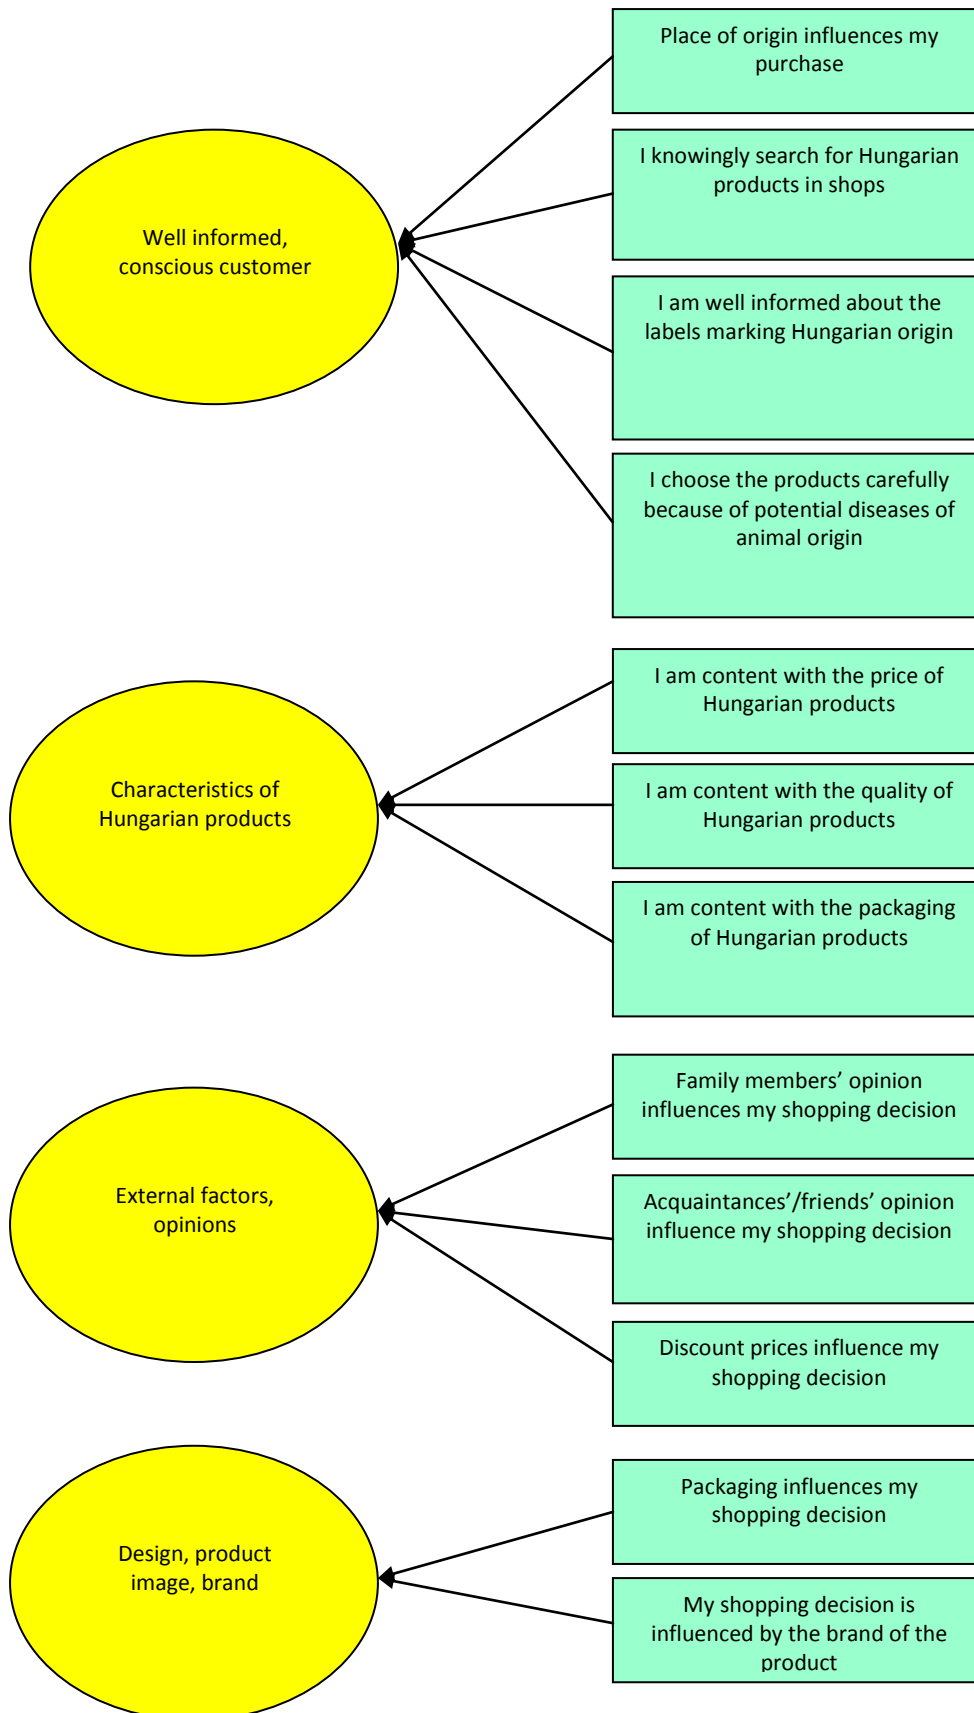 Place of origin influences my
purchase
I knowingly search for Hungarian
products in shops
Well informed,
conscious customer
I am well informed about the
labels marking Hungarian origin
I choose the products carefully
because of potential diseases of
animal origin
I am content with the price of
Hungarian products
Characteristics of
Hungarian products
I am content with the quality of
Hungarian products
I am content with the packaging
of Hungarian products
Family members’ opinion
influences my shopping decision
External factors,
opinions
Acquaintances’/friends’ opinion
influence my shopping decision
Discount prices influence my
shopping decision
Packaging influences my
shopping decision
Design, product
image, brand
My shopping decision is
influenced by the brand of the
product